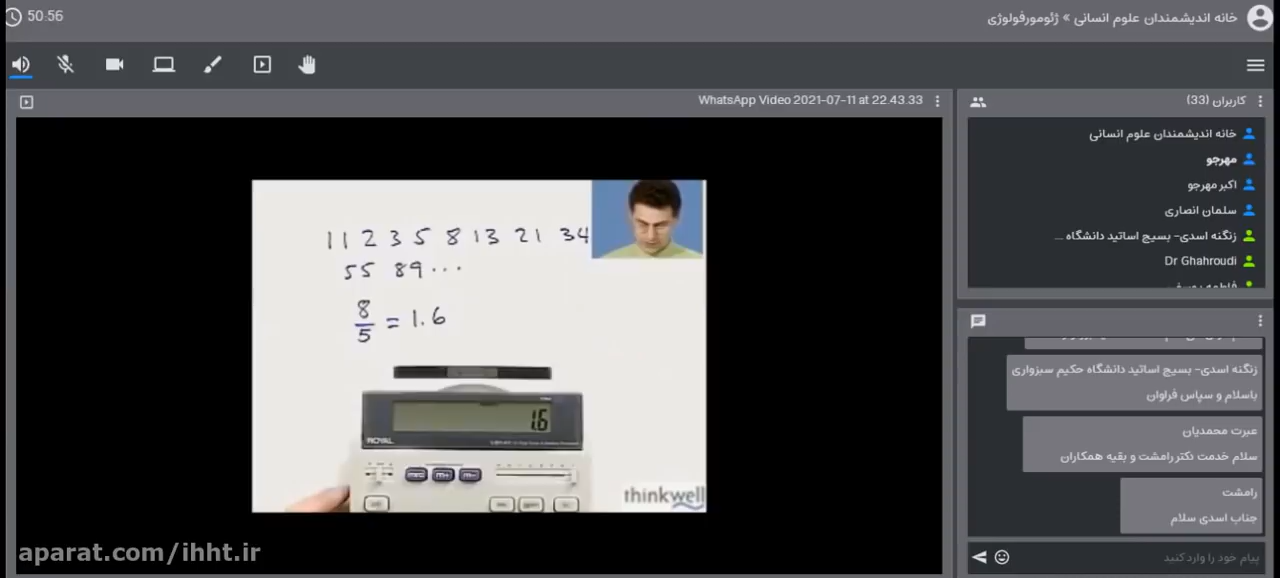 50:56
خانه اندیشمندان علوم انسانی » ژئومورفولوژی
WhatsApp Video 2021-07-11 at 22.43.33
1 1 2 3 5 8 13 21 34
55 89 ...
8/5 = 1.6
1.6
ROYAL
thinkwell
aparat.com/ihht.ir
کاربران (33)
خانه اندیشمندان علوم انسانی
مهرجو
اکبر مهرجو
سلمان انصاری
زنگنه اسدی- بسیج اساتید دانشگاه ...
Dr Ghahroudi
زنگنه اسدی- بسیج اساتید دانشگاه حکیم سبزواری
باسلام و سپاس فراوان
عبرت محمدیان
سلام خدمت دکتر رامشت و بقیه همکاران
رامشت
جناب اسدی سلام
پیام خود را وارد کنید